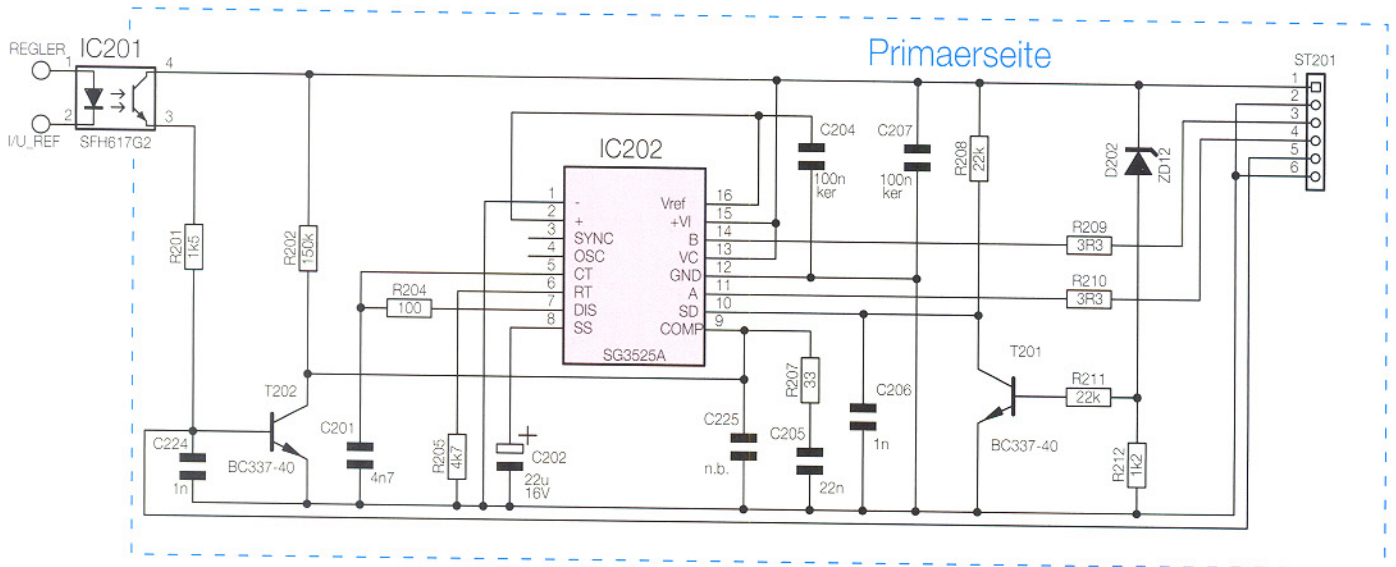 Primaerseite
REGLER
IC201
1
4
2
3
I/U_REF
SFH617G2
ST201
1
2
3
4
5
6
R201
1k5
R202
150k
IC202
1
2
3
4
5
6
7
8
-
+
SYNC
OSC
CT
RT
DIS
SS
Vref
+VI
B
VC
GND
A
SD
COMP
16
15
14
13
12
11
10
9
SG3525A
C204
100n
ker
C207
100n
ker
R208
22k
D202
ZD12
R209
3R3
R210
3R3
R204
100
T201
BC337-40
R211
22k
R212
1k2
T202
BC337-40
C224
1n
C201
4n7
R205
4k7
+
C202
22u
16V
C225
n.b.
R207
33
C205
22n
C206
1n